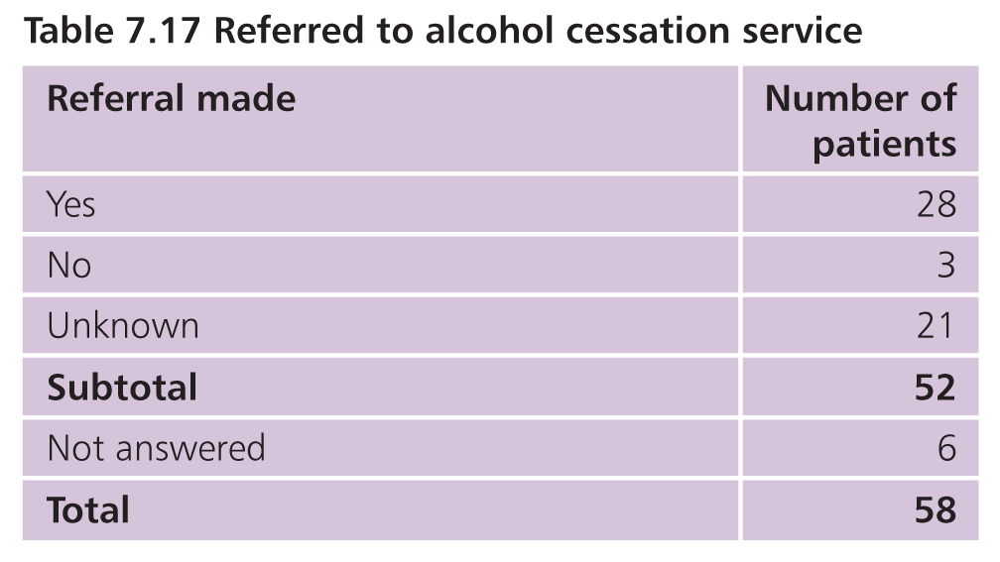 Table 7.17 Referred to alcohol cessation service
Referral made Number of
patients
Yes 28
No 3
Unknown 21
Subtotal 52
Not answered 6
Total 58